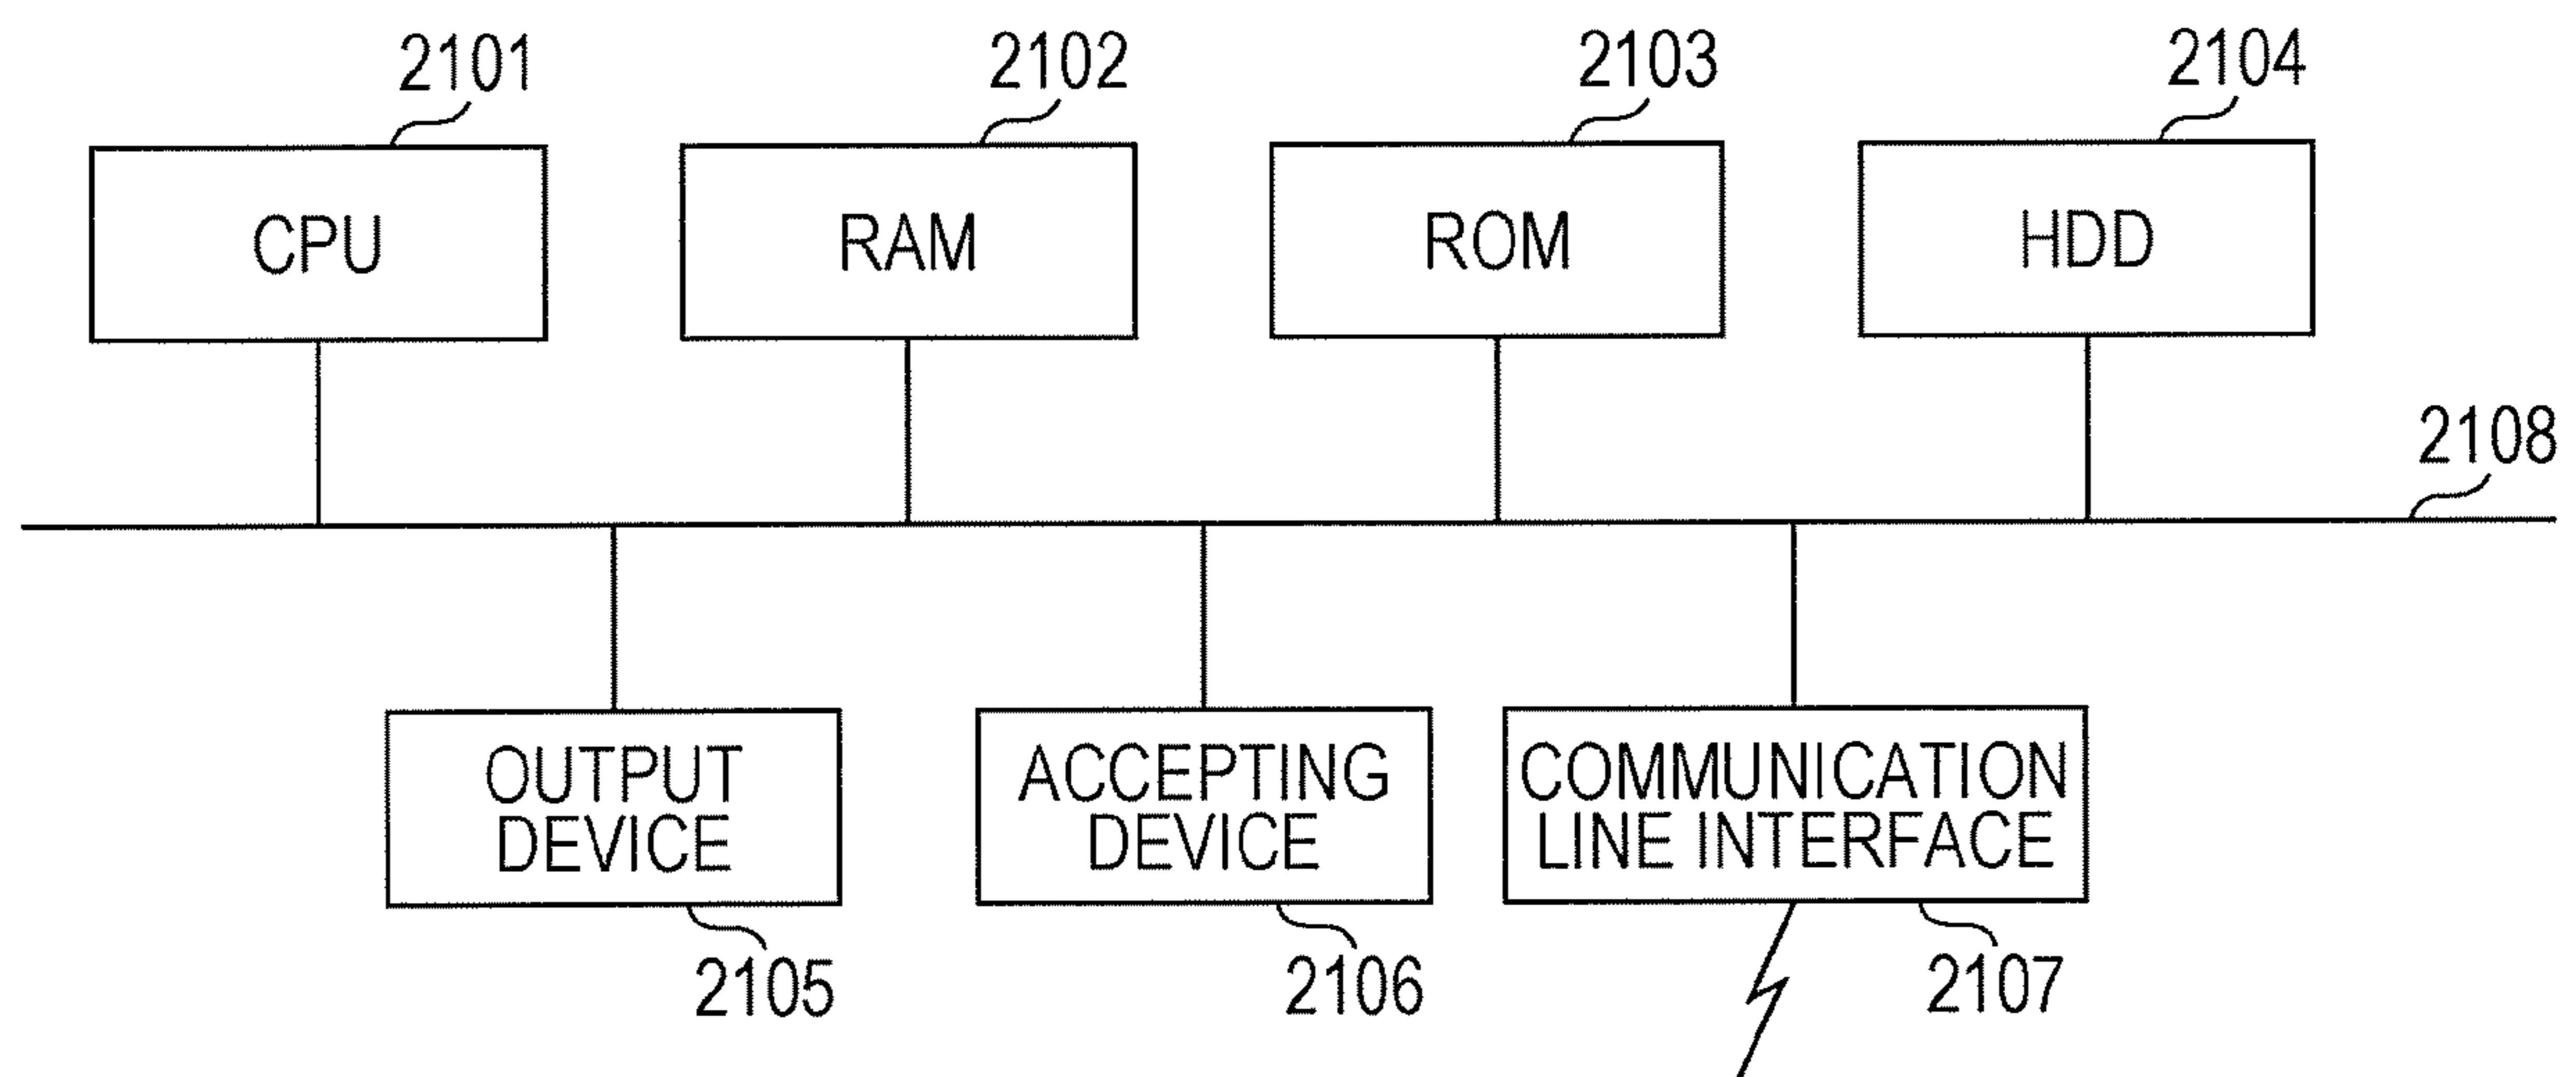 2101
2102
2103
2104
CPU
RAM
ROM
HDD
2108
OUTPUT
DEVICE
ACCEPTING
DEVICE
COMMUNICATION
LINE INTERFACE
2105
2106
2107